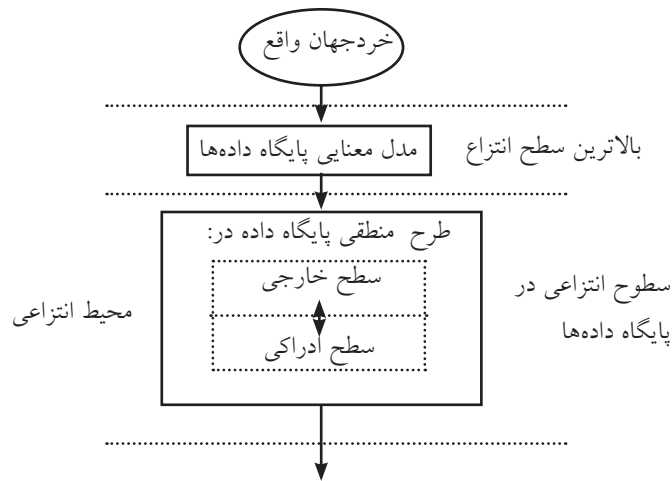 خردجهان واقع
مدل معنایی پایگاه داده‌ها
بالاترین سطح انتزاع
طرح منطقی پایگاه داده در:
سطح خارجی
سطح ادراکی
سطوح انتزاعی در
پایگاه داده‌ها
محیط انتزاعی